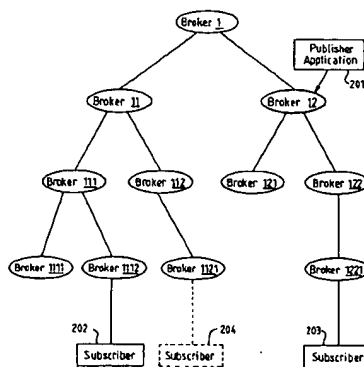 Broker 1
Publisher
Application
201
Broker 11
Broker 12
Broker 111
Broker 112
Broker 121
Broker 122
Broker 1111
Broker 1112
Broker 1121
Broker 1221
202
204
203
Subscriber
Subscriber
Subscriber